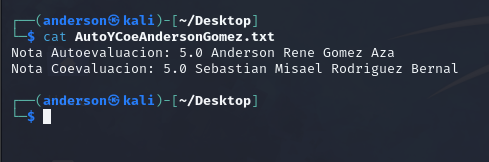 ┌──(anderson㉿kali)-[~/Desktop]
└─$ cat AutoYCoeAndersonGomez.txt
Nota Autoevaluacion: 5.0 Anderson Rene Gomez Aza
Nota Coevaluacion: 5.0 Sebastian Misael Rodriguez Bernal
┌──(anderson㉿kali)-[~/Desktop]
└─$